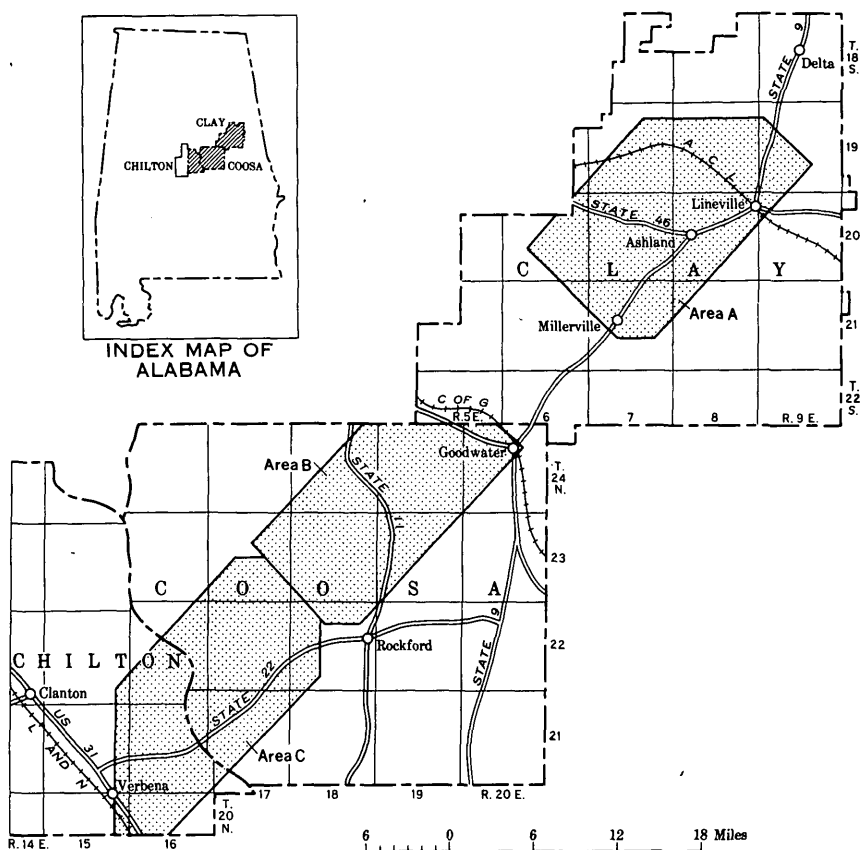 CLAY
CHILTON
COOSA
INDEX MAP OF
ALABAMA
STATE 9
T.
18
S.
Delta
19
A C L
Lineville
STATE 46
Ashland
20
C L A Y
Area A
Millerville
21
T.
22
S.
C OF G
R. 5 E.
6
7
8
R. 9 E.
Goodwater
Area B
STATE 11
T.
24
N.
23
C O O S A
STATE 9
22
Rockford
CHILTON
STATE 22
Clanton
US 31
L AND N
21
Area C
Verbena
T.
20
N.
17
18
19
R. 20 E.
R. 14 E.
15
16
6 0 6 12 18 Miles